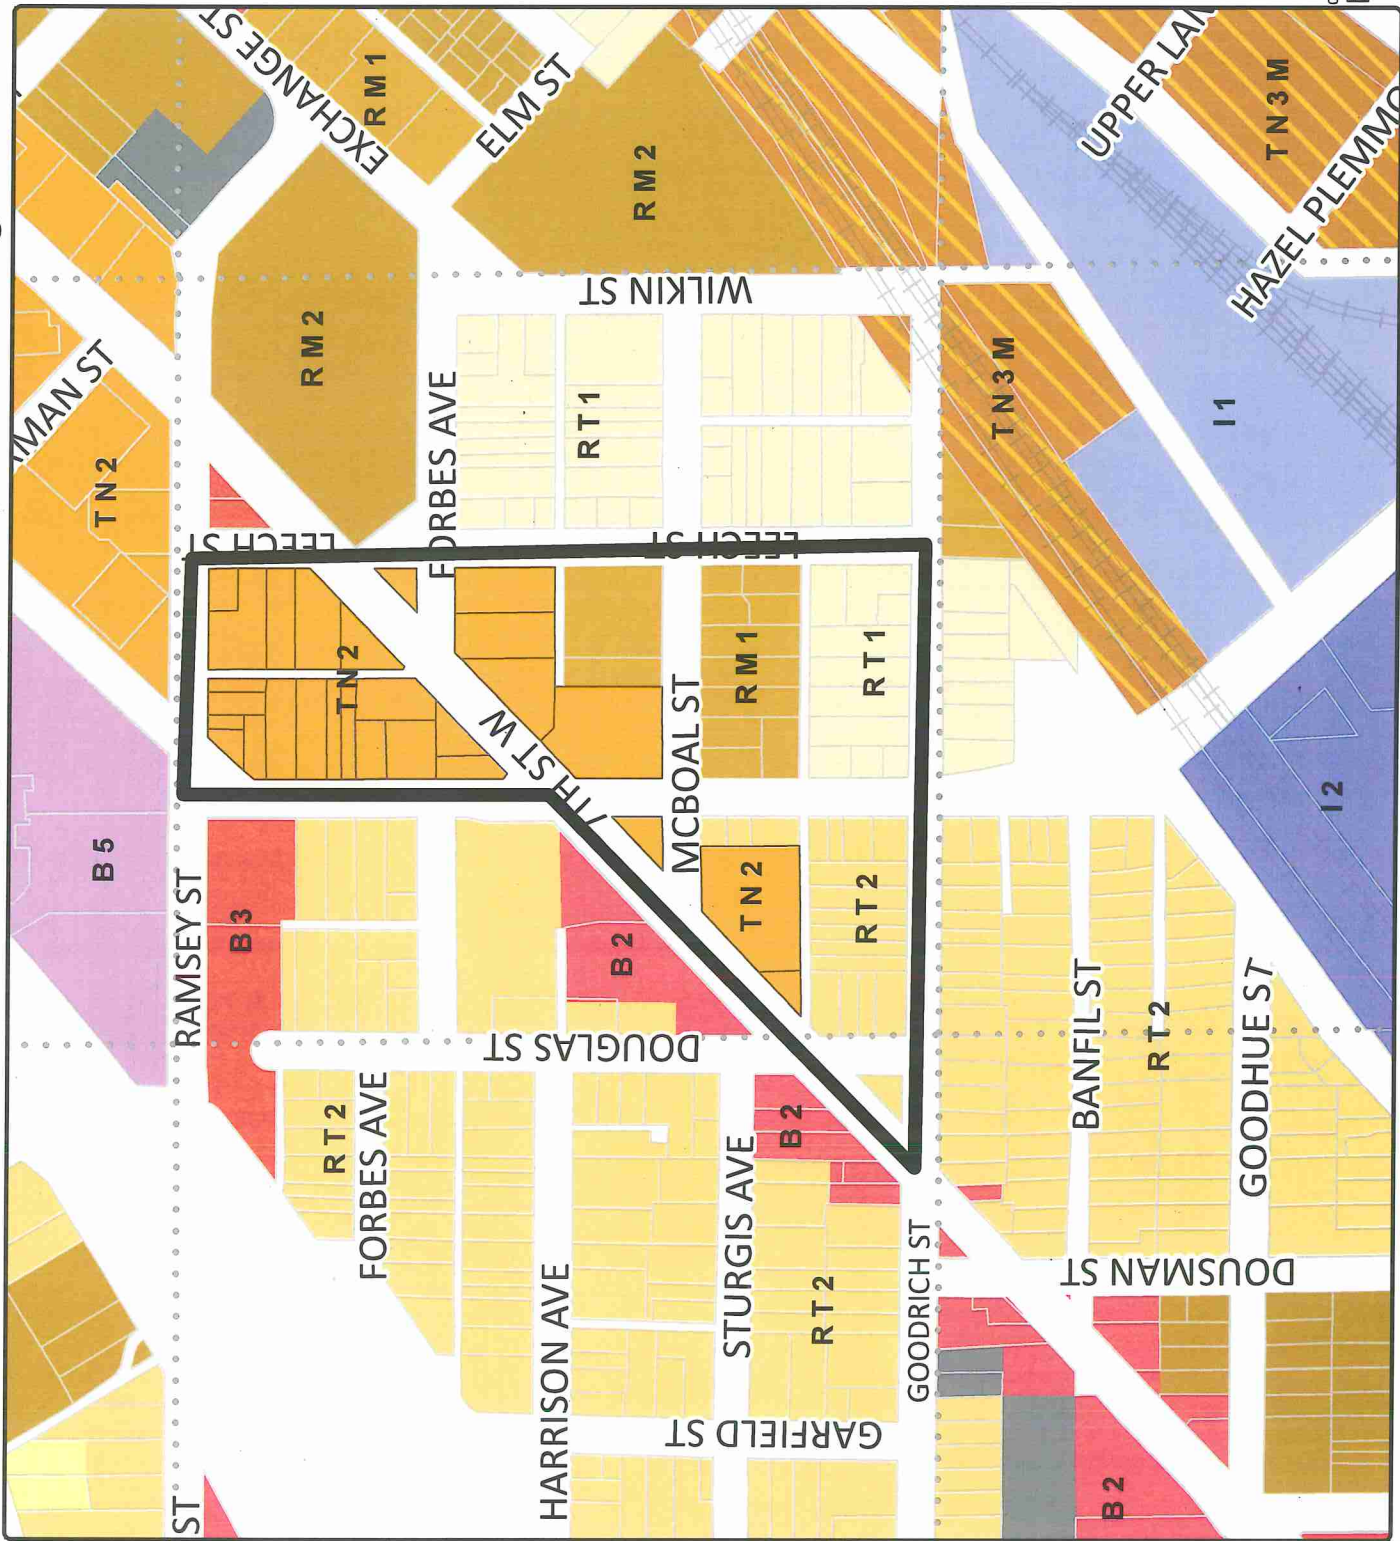 EXCHANGE ST
RM1
ELM ST
RM2
UPPER LAN
TN3M
HAZEL PLEMMO
WILKIN ST
RM2
MAN ST
TN2
FORBES AVE
RT1
TN3M
I1
LEECH ST
LEECH ST
TN2
7TH ST W
MCBOAL ST
RM1
RT1
B5
RAMSEY ST
B3
B2
TN2
RT2
I2
DOUGLAS ST
BANFIL ST
RT2
GOODHUE ST
RT2
FORBES AVE
B2
STURGIS AVE
HARRISON AVE
RT2
GOODRICH ST
DOUSMAN ST
GARFIELD ST
ST
B2